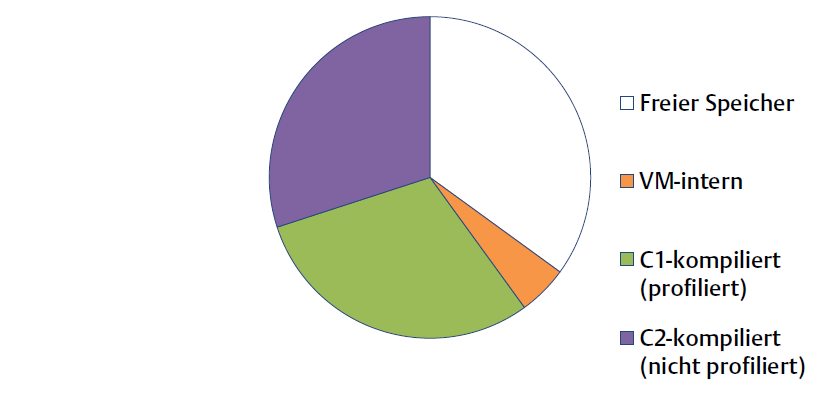 Freier Speicher
VM-intern
C1-kompiliert
(profiliert)
C2-kompiliert
(nicht profiliert)